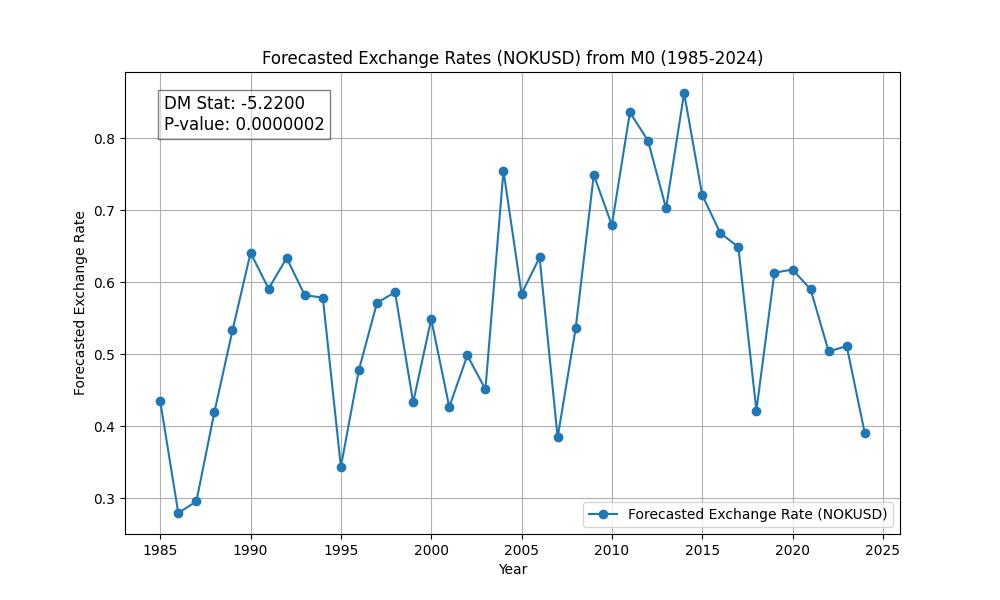 Forecasted Exchange Rates (NOKUSD) from M0 (1985-2024)
DM Stat: -5.2200
P-value: 0.0000002
Forecasted Exchange Rate
0.8
0.7
0.6
0.5
0.4
0.3
Forecasted Exchange Rate (NOKUSD)
1985 1990 1995 2000 2005 2010 2015 2020 2025
Year